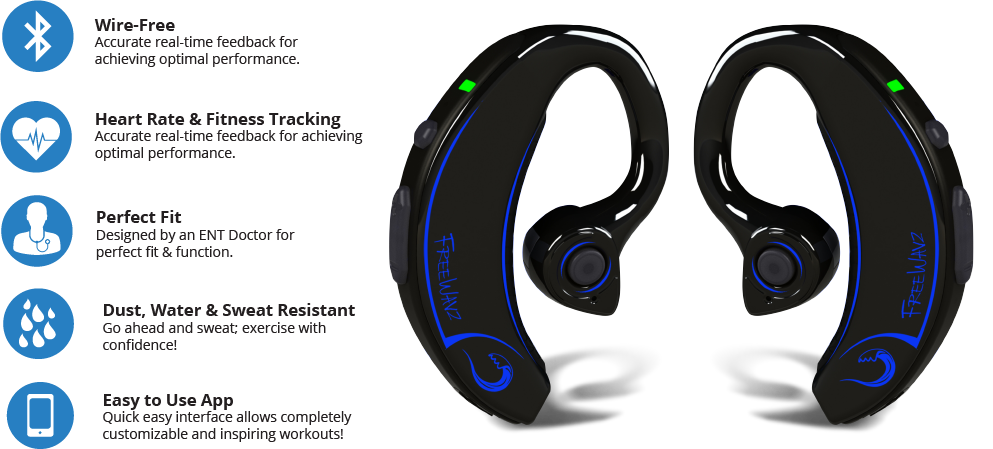 Wire-Free
Accurate real-time feedback for
achieving optimal performance.
Heart Rate & Fitness Tracking
Accurate real-time feedback for achieving
optimal performance.
Perfect Fit
Designed by an ENT Doctor for
perfect fit & function.
Dust, Water & Sweat Resistant
Go ahead and sweat; exercise with
confidence!
Easy to Use App
Quick easy interface allows completely
customizable and inspiring workouts!
FREEWAVZ
FREEWAVZ